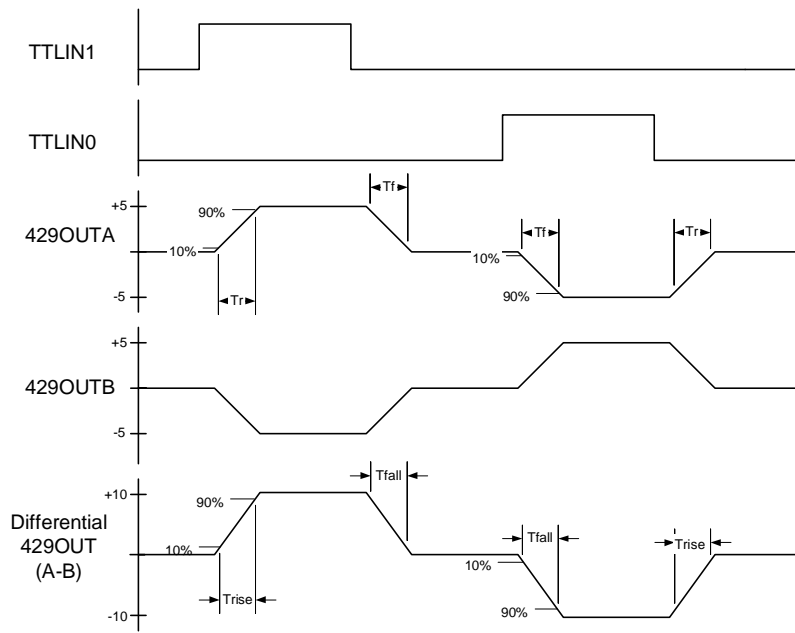 TTLIN1
TTLIN0
+5
Tf
90%
429OUTA
10%
Tf
Tr
10%
-5
90%
Tr
+5
429OUTB
-5
Tfall
+10
90%
Differential
429OUT
(A-B)
10%
Tfall
Trise
10%
Trise
90%
-10